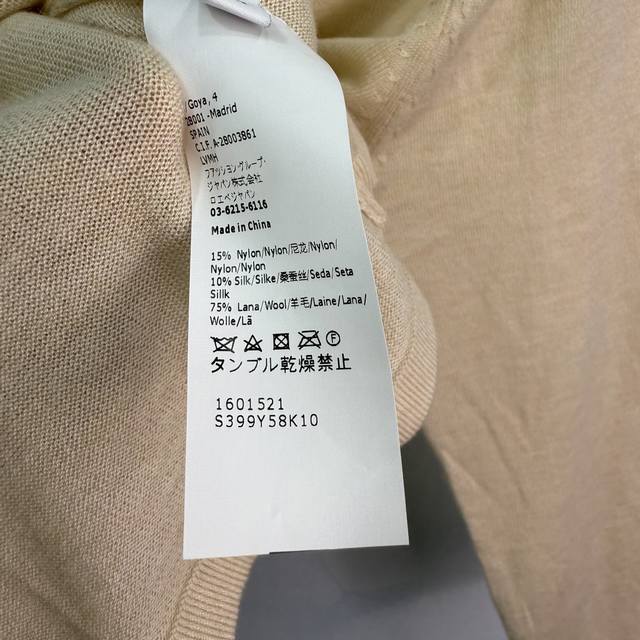 /Goya, 4
28001 -Madrid
SPAIN
C.I.F. A-28003861
LVMH
ファッショングループ・
ジャパン株式会社
ロエベジャパン
03-6215-6116
Made in China
15% Nylon/Nylon/尼龙/Nylon/
Nylon/Nylon
10% Silk/Silke/桑蚕丝/Seda/Seta
Sillk
75% Lana/Wool/羊毛/Laine/Lana/
Wolle/Lã
F
タンブル乾燥禁止
1601521
S399Y58K10